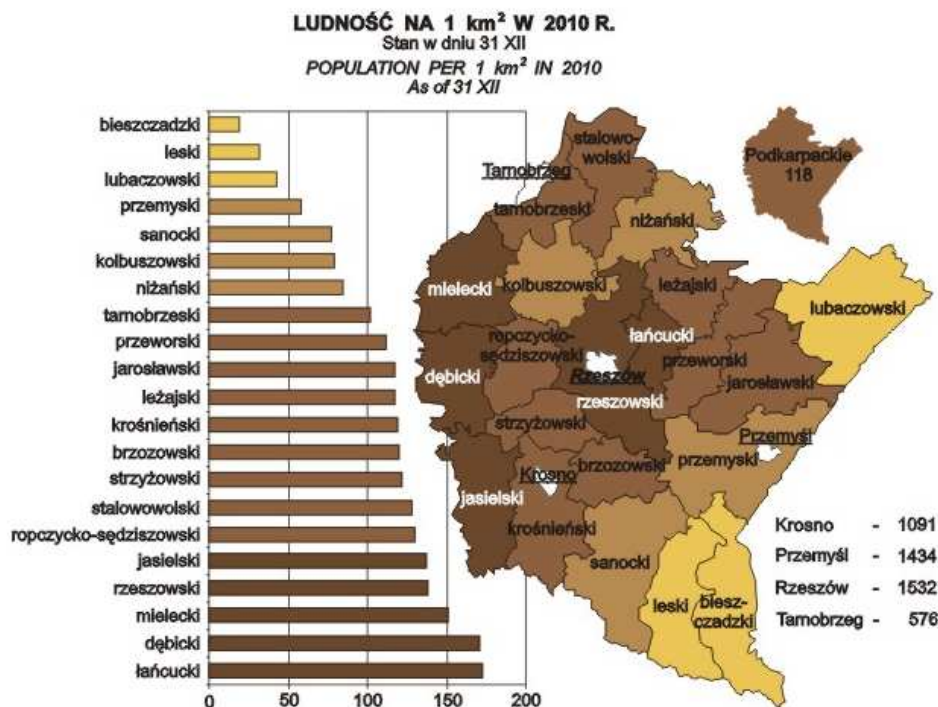 LUDNOŚĆ NA 1 km² W 2010 R.
Stan w dniu 31 XII
POPULATION PER 1 km² IN 2010
As of 31 XII
bieszczadzki
leski
lubaczowski
przemyski
sanocki
kolbuszowski
niżański
tarnobrzeski
przeworski
jarosławski
leżajski
krośnieński
brzozowski
strzyżowski
stalowowolski
ropczycko-sędziszowski
jasielski
rzeszowski
mielecki
dębicki
łańcucki
0 50 100 150 200
stalowo-
wolski
Tarnobrzeg
tarnobrzeski
niżański
Podkarpackie
118
mielecki
kolbuszowski
leżajski
lubaczowski
łańcucki
ropczycko-
sędziszowski
dębicki
Rzeszów
przeworski
jarosławski
rzeszowski
strzyżowski
Przemyśl
przemyski
brzozowski
Krosno
jasielski
krośnieński
sanocki
leski
biesz-
czadzki
Krosno - 1091
Przemyśl - 1434
Rzeszów - 1532
Tarnobrzeg - 576